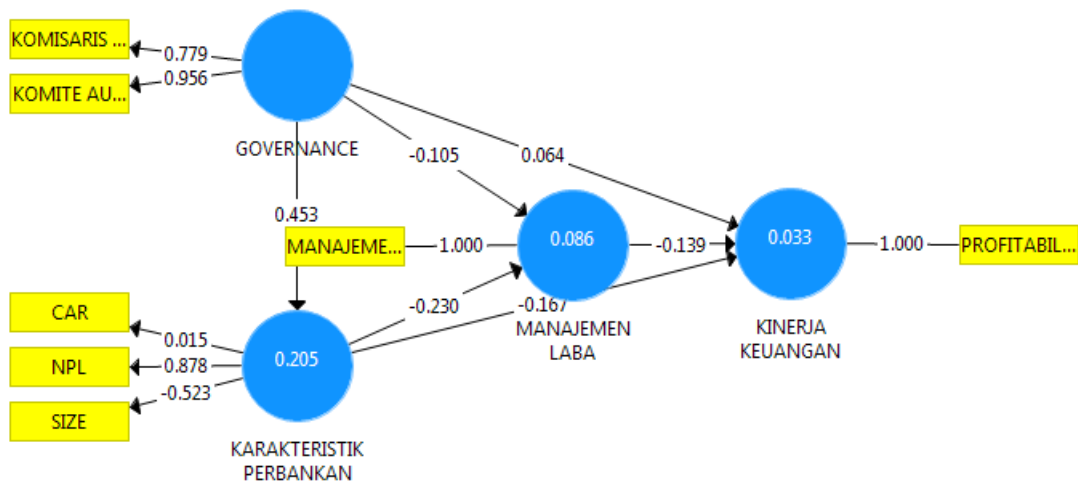 KOMISARIS ...
0.779
0.956
KOMITE AU...
GOVERNANCE
-0.105
0.064
0.453
MANAJEME...
1.000
0.086
-0.139
0.033
1.000
PROFITABIL...
-0.230
-0.167
MANAJEMEN
LABA
KINERJA
KEUANGAN
CAR
0.015
NPL
0.878
0.205
-0.523
SIZE
KARAKTERISTIK
PERBANKAN